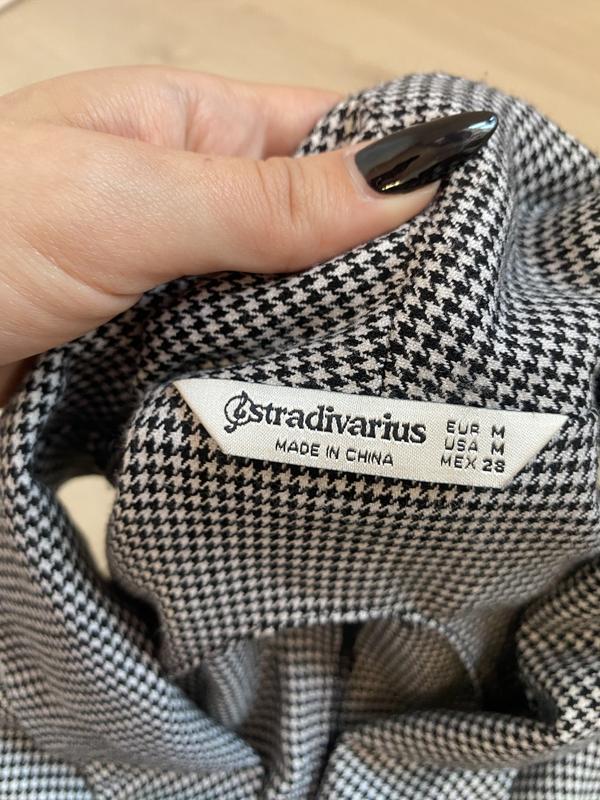 stradivarius
MADE IN CHINA
EUR M
USA M
MEX 28